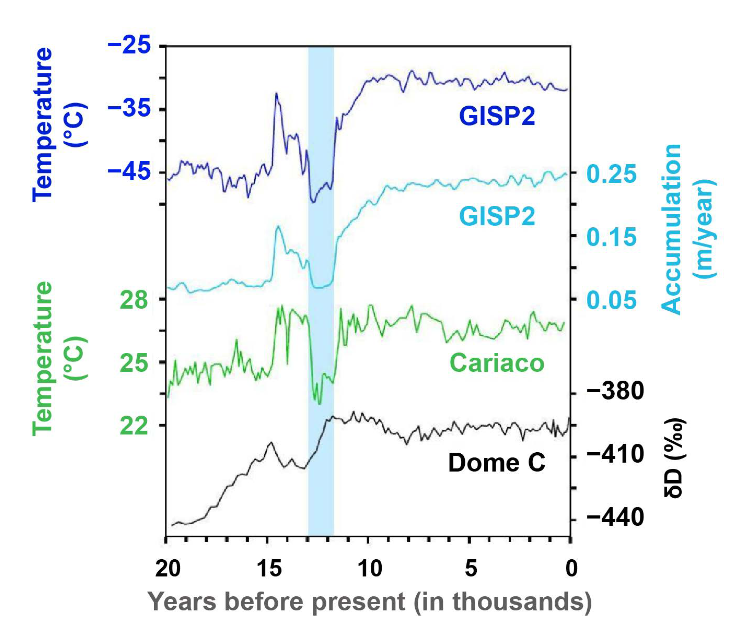 Temperature
(°C)
−25
−35
−45
GISP2
GISP2
0.25
0.15
0.05
Accumulation
(m/year)
Temperature
(°C)
28
25
22
Cariaco
Dome C
−380
−410
−440
δD (‰)
20 15 10 5 0
Years before present (in thousands)